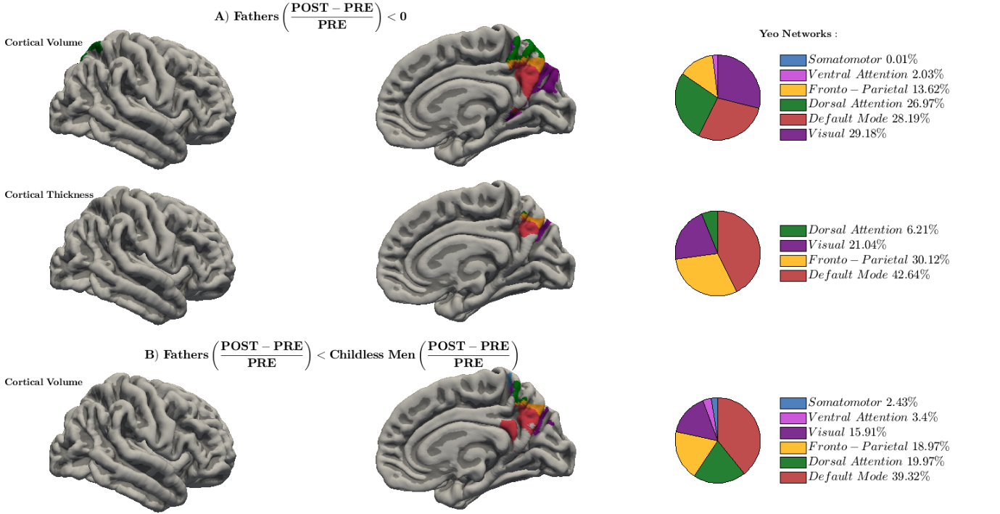 A) Fathers (POST − PRE / PRE) < 0
Cortical Volume
Yeo Networks :
Somatomotor 0.01%
Ventral Attention 2.03%
Fronto − Parietal 13.62%
Dorsal Attention 26.97%
Default Mode 28.19%
Visual 29.18%
Cortical Thickness
Dorsal Attention 6.21%
Visual 21.04%
Fronto − Parietal 30.12%
Default Mode 42.64%
B) Fathers (POST − PRE / PRE) < Childless Men (POST − PRE / PRE)
Cortical Volume
Somatomotor 2.43%
Ventral Attention 3.4%
Visual 15.91%
Fronto − Parietal 18.97%
Dorsal Attention 19.97%
Default Mode 39.32%